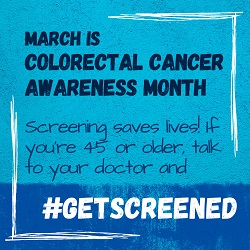 MARCH IS
COLORECTAL CANCER
AWARENESS MONTH
Screening saves lives! If
you're 45 or older, talk
to your doctor and
#GETSCREENED